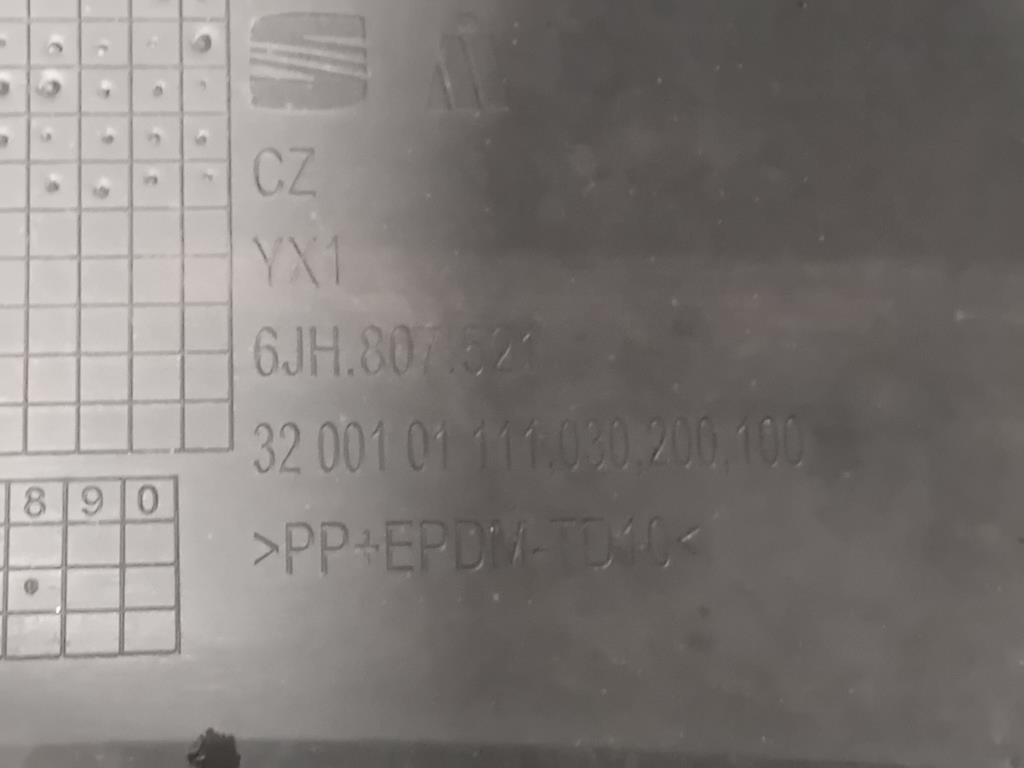 CZ
YX1
6JH.807.521
32 001 01 111.030,200,100
>PP+EPDM-TD10<
8 9 0